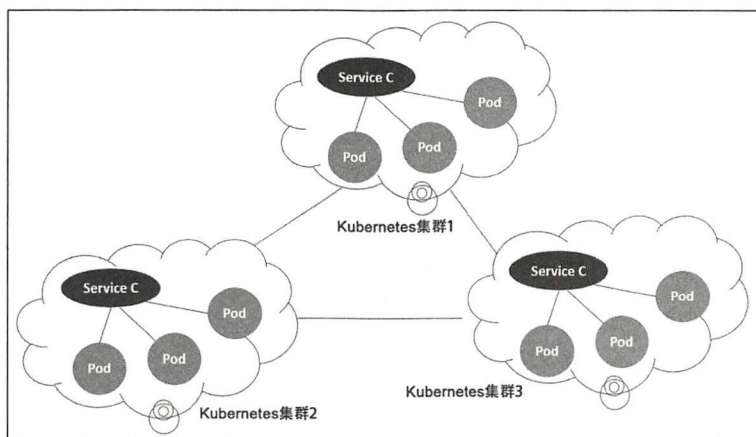 Service C
Pod
Pod
Pod
Kubernetes集群1
Service C
Pod
Pod
Pod
Kubernetes集群2
Service C
Pod
Pod
Pod
Kubernetes集群3